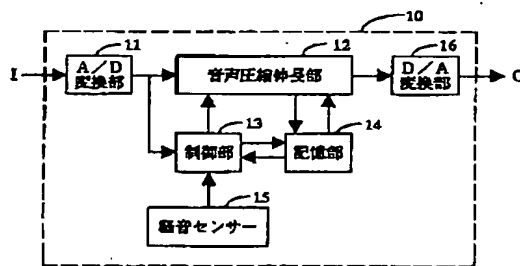 10
11
12
16
I
A/D
変換部
音声圧縮伸長部
D/A
変換部
O
13
14
制御部
記憶部
15
騒音センサー